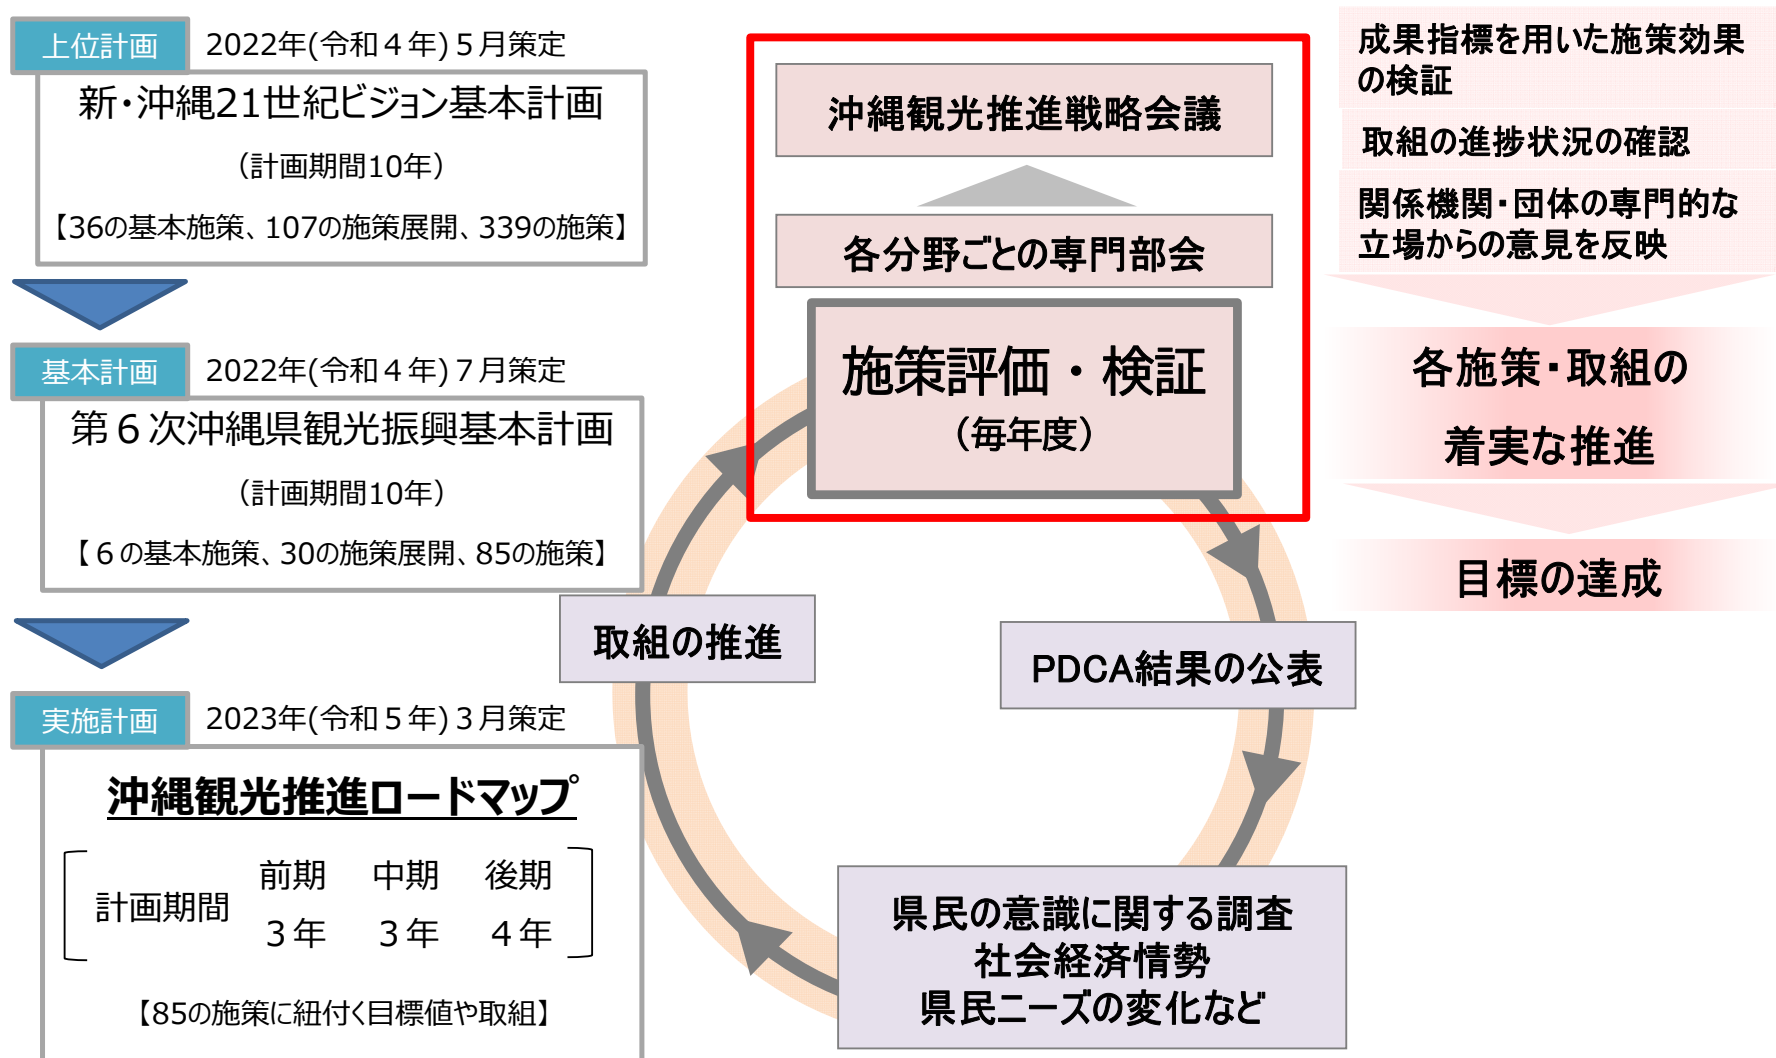 上位計画
2022年(令和４年)５月策定
新・沖縄21世紀ビジョン基本計画
（計画期間10年）
【36の基本施策、107の施策展開、339の施策】
基本計画
2022年(令和４年)７月策定
第６次沖縄県観光振興基本計画
（計画期間10年）
【６の基本施策、30の施策展開、85の施策】
実施計画
2023年(令和５年)３月策定
沖縄観光推進ロードマップ
計画期間
前期 中期 後期
３年 ３年 ４年
【85の施策に紐付く目標値や取組】
沖縄観光推進戦略会議
各分野ごとの専門部会
施策評価・検証
（毎年度）
取組の推進
PDCA結果の公表
県民の意識に関する調査
社会経済情勢
県民ニーズの変化など
成果指標を用いた施策効果
の検証
取組の進捗状況の確認
関係機関・団体の専門的な
立場からの意見を反映
各施策・取組の
着実な推進
目標の達成